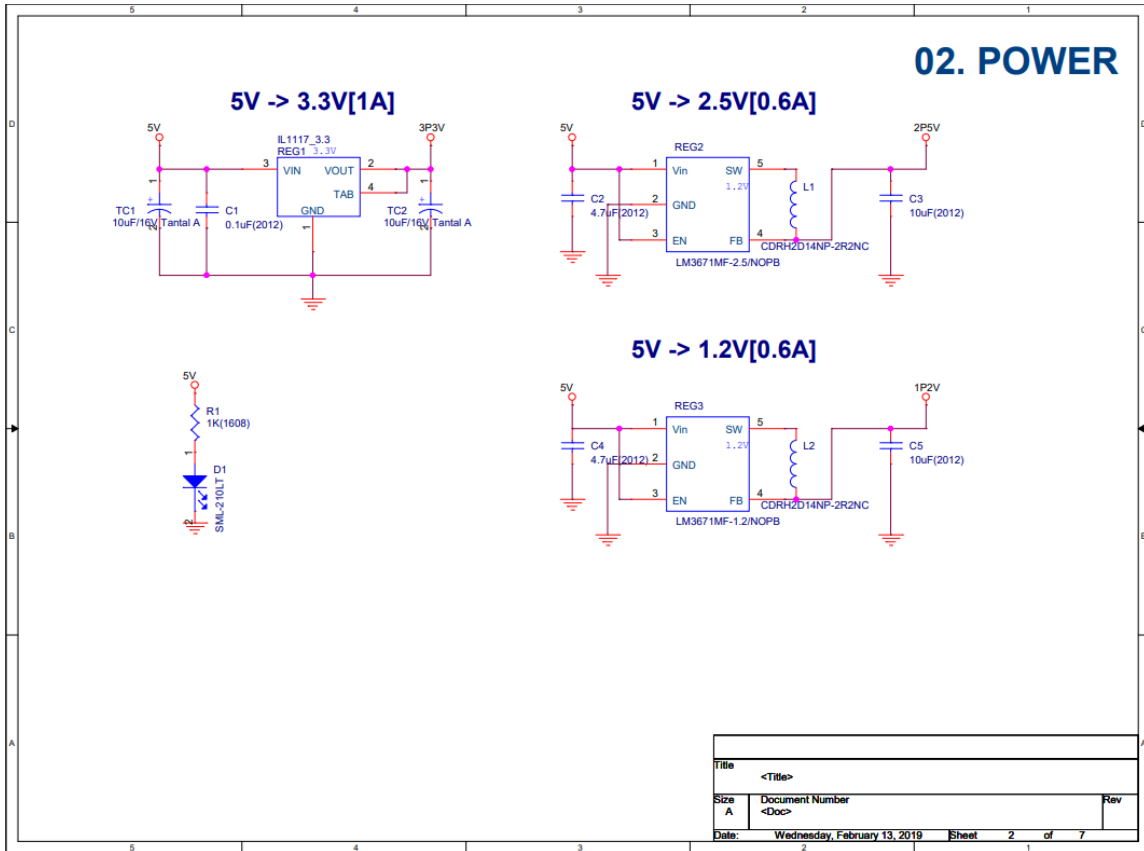 5
4
3
2
1
02. POWER
5V -> 3.3V[1A]
5V -> 2.5V[0.6A]
D
D
5V
3P3V
IL1117_3.3
REG1 3.3V
3
VIN
VOUT
2
TAB
4
GND
1
1
+
2
TC1
10uF/16V Tantal A
C1
0.1uF(2012)
1
+
2
TC2
10uF/16V Tantal A
5V
2P5V
REG2
1
Vin
SW
5
1.2V
2
GND
3
EN
FB
4
LM3671MF-2.5/NOPB
C2
4.7uF(2012)
L1
CDRH2D14NP-2R2NC
C3
10uF(2012)
C
C
5V -> 1.2V[0.6A]
5V
R1
1K(1608)
1
D1
SML-210LT
2
5V
1P2V
REG3
1
Vin
SW
5
1.2V
2
GND
3
EN
FB
4
LM3671MF-1.2/NOPB
C4
4.7uF(2012)
L2
CDRH2D14NP-2R2NC
C5
10uF(2012)
B
B
A
A
Title
<Title>
Size
A
Document Number
<Doc>
Rev
Date:
Wednesday, February 13, 2019
Sheet
2
of
7
5
4
3
2
1